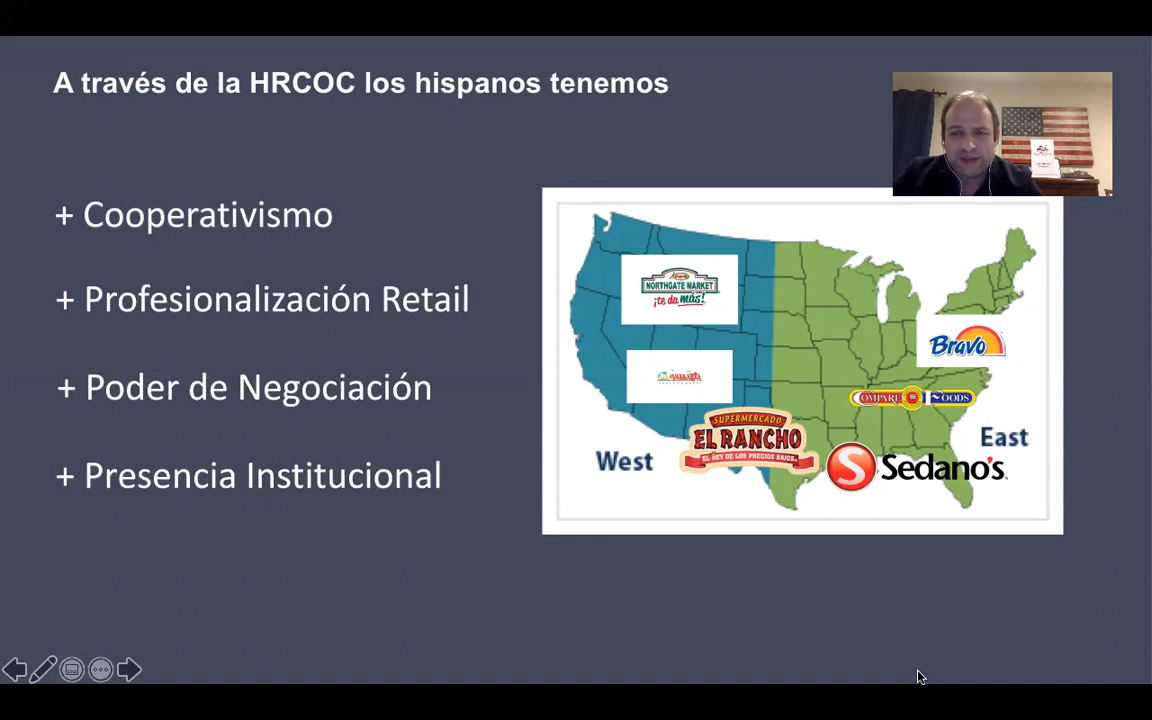 A través de la HRCOC los hispanos tenemos
+ Cooperativismo
+ Profesionalización Retail
+ Poder de Negociación
+ Presencia Institucional
NORTHGATE MARKET
¡te da más!
Bravo
COMPARE FOODS
SUPERMERCADO
EL RANCHO
EL REY DE LOS PRECIOS BAJOS
West
East
S Sedano's